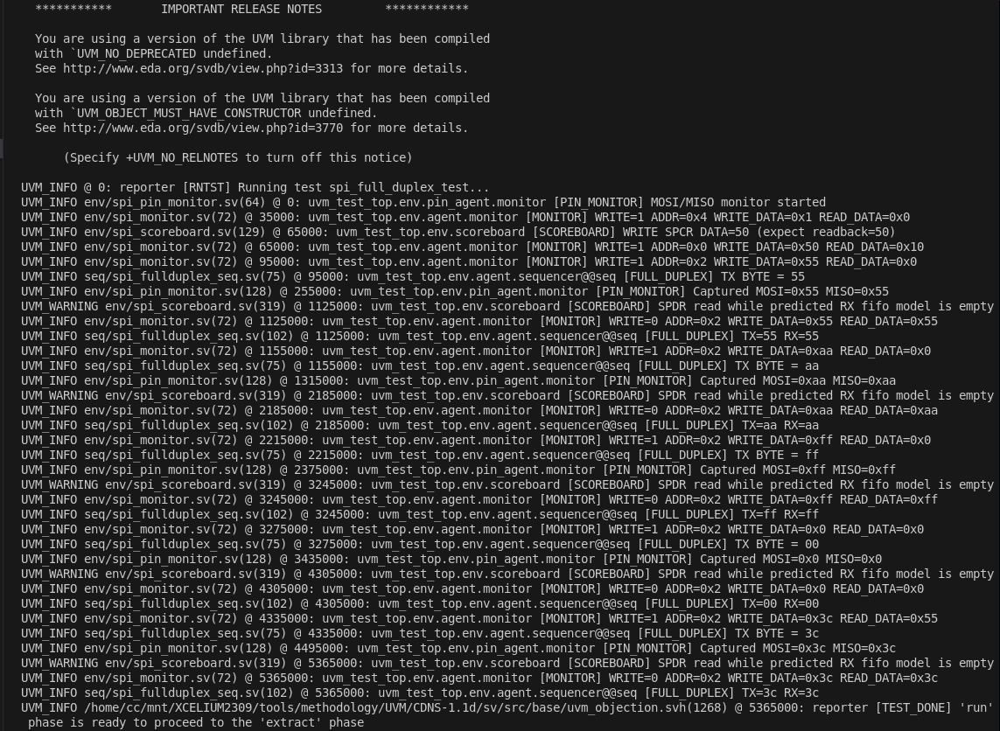 ***********       IMPORTANT RELEASE NOTES         ************
You are using a version of the UVM library that has been compiled
with `UVM_NO_DEPRECATED undefined.
See http://www.eda.org/svdb/view.php?id=3313 for more details.
You are using a version of the UVM library that has been compiled
with `UVM_OBJECT_MUST_HAVE_CONSTRUCTOR undefined.
See http://www.eda.org/svdb/view.php?id=3770 for more details.
(Specify +UVM_NO_RELNOTES to turn off this notice)
UVM_INFO @ 0: reporter [RNTST] Running test spi_full_duplex_test...
UVM_INFO env/spi_pin_monitor.sv(64) @ 0: uvm_test_top.env.pin_agent.monitor [PIN_MONITOR] MOSI/MISO monitor started
UVM_INFO env/spi_monitor.sv(72) @ 35000: uvm_test_top.env.agent.monitor [MONITOR] WRITE=1 ADDR=0x4 WRITE_DATA=0x1 READ_DATA=0x0
UVM_INFO env/spi_scoreboard.sv(129) @ 65000: uvm_test_top.env.scoreboard [SCOREBOARD] WRITE SPCR DATA=50 (expect readback=50)
UVM_INFO env/spi_monitor.sv(72) @ 65000: uvm_test_top.env.agent.monitor [MONITOR] WRITE=1 ADDR=0x0 WRITE_DATA=0x50 READ_DATA=0x10
UVM_INFO env/spi_monitor.sv(72) @ 95000: uvm_test_top.env.agent.monitor [MONITOR] WRITE=1 ADDR=0x2 WRITE_DATA=0x55 READ_DATA=0x0
UVM_INFO seq/spi_fullduplex_seq.sv(75) @ 95000: uvm_test_top.env.agent.sequencer@@seq [FULL_DUPLEX] TX BYTE = 55
UVM_INFO env/spi_pin_monitor.sv(128) @ 255000: uvm_test_top.env.pin_agent.monitor [PIN_MONITOR] Captured MOSI=0x55 MISO=0x55
UVM_WARNING env/spi_scoreboard.sv(319) @ 1125000: uvm_test_top.env.scoreboard [SCOREBOARD] SPDR read while predicted RX fifo model is empty
UVM_INFO env/spi_monitor.sv(72) @ 1125000: uvm_test_top.env.agent.monitor [MONITOR] WRITE=0 ADDR=0x2 WRITE_DATA=0x55 READ_DATA=0x55
UVM_INFO seq/spi_fullduplex_seq.sv(102) @ 1125000: uvm_test_top.env.agent.sequencer@@seq [FULL_DUPLEX] TX=55 RX=55
UVM_INFO env/spi_monitor.sv(72) @ 1155000: uvm_test_top.env.agent.monitor [MONITOR] WRITE=1 ADDR=0x2 WRITE_DATA=0xaa READ_DATA=0x0
UVM_INFO seq/spi_fullduplex_seq.sv(75) @ 1155000: uvm_test_top.env.agent.sequencer@@seq [FULL_DUPLEX] TX BYTE = aa
UVM_INFO env/spi_pin_monitor.sv(128) @ 1315000: uvm_test_top.env.pin_agent.monitor [PIN_MONITOR] Captured MOSI=0xaa MISO=0xaa
UVM_WARNING env/spi_scoreboard.sv(319) @ 2185000: uvm_test_top.env.scoreboard [SCOREBOARD] SPDR read while predicted RX fifo model is empty
UVM_INFO env/spi_monitor.sv(72) @ 2185000: uvm_test_top.env.agent.monitor [MONITOR] WRITE=0 ADDR=0x2 WRITE_DATA=0xaa READ_DATA=0xaa
UVM_INFO seq/spi_fullduplex_seq.sv(102) @ 2185000: uvm_test_top.env.agent.sequencer@@seq [FULL_DUPLEX] TX=aa RX=aa
UVM_INFO env/spi_monitor.sv(72) @ 2215000: uvm_test_top.env.agent.monitor [MONITOR] WRITE=1 ADDR=0x2 WRITE_DATA=0xff READ_DATA=0x0
UVM_INFO seq/spi_fullduplex_seq.sv(75) @ 2215000: uvm_test_top.env.agent.sequencer@@seq [FULL_DUPLEX] TX BYTE = ff
UVM_INFO env/spi_pin_monitor.sv(128) @ 2375000: uvm_test_top.env.pin_agent.monitor [PIN_MONITOR] Captured MOSI=0xff MISO=0xff
UVM_WARNING env/spi_scoreboard.sv(319) @ 3245000: uvm_test_top.env.scoreboard [SCOREBOARD] SPDR read while predicted RX fifo model is empty
UVM_INFO env/spi_monitor.sv(72) @ 3245000: uvm_test_top.env.agent.monitor [MONITOR] WRITE=0 ADDR=0x2 WRITE_DATA=0xff READ_DATA=0xff
UVM_INFO seq/spi_fullduplex_seq.sv(102) @ 3245000: uvm_test_top.env.agent.sequencer@@seq [FULL_DUPLEX] TX=ff RX=ff
UVM_INFO env/spi_monitor.sv(72) @ 3275000: uvm_test_top.env.agent.monitor [MONITOR] WRITE=1 ADDR=0x2 WRITE_DATA=0x0 READ_DATA=0x0
UVM_INFO seq/spi_fullduplex_seq.sv(75) @ 3275000: uvm_test_top.env.agent.sequencer@@seq [FULL_DUPLEX] TX BYTE = 00
UVM_INFO env/spi_pin_monitor.sv(128) @ 3435000: uvm_test_top.env.pin_agent.monitor [PIN_MONITOR] Captured MOSI=0x0 MISO=0x0
UVM_WARNING env/spi_scoreboard.sv(319) @ 4305000: uvm_test_top.env.scoreboard [SCOREBOARD] SPDR read while predicted RX fifo model is empty
UVM_INFO env/spi_monitor.sv(72) @ 4305000: uvm_test_top.env.agent.monitor [MONITOR] WRITE=0 ADDR=0x2 WRITE_DATA=0x0 READ_DATA=0x0
UVM_INFO seq/spi_fullduplex_seq.sv(102) @ 4305000: uvm_test_top.env.agent.sequencer@@seq [FULL_DUPLEX] TX=00 RX=00
UVM_INFO env/spi_monitor.sv(72) @ 4335000: uvm_test_top.env.agent.monitor [MONITOR] WRITE=1 ADDR=0x2 WRITE_DATA=0x3c READ_DATA=0x55
UVM_INFO seq/spi_fullduplex_seq.sv(75) @ 4335000: uvm_test_top.env.agent.sequencer@@seq [FULL_DUPLEX] TX BYTE = 3c
UVM_INFO env/spi_pin_monitor.sv(128) @ 4495000: uvm_test_top.env.pin_agent.monitor [PIN_MONITOR] Captured MOSI=0x3c MISO=0x3c
UVM_WARNING env/spi_scoreboard.sv(319) @ 5365000: uvm_test_top.env.scoreboard [SCOREBOARD] SPDR read while predicted RX fifo model is empty
UVM_INFO env/spi_monitor.sv(72) @ 5365000: uvm_test_top.env.agent.monitor [MONITOR] WRITE=0 ADDR=0x2 WRITE_DATA=0x3c READ_DATA=0x3c
UVM_INFO seq/spi_fullduplex_seq.sv(102) @ 5365000: uvm_test_top.env.agent.sequencer@@seq [FULL_DUPLEX] TX=3c RX=3c
UVM_INFO /home/cc/mnt/XCELIUM2309/tools/methodology/UVM/CDNS-1.1d/sv/src/base/uvm_objection.svh(1268) @ 5365000: reporter [TEST_DONE] 'run'
phase is ready to proceed to the 'extract' phase